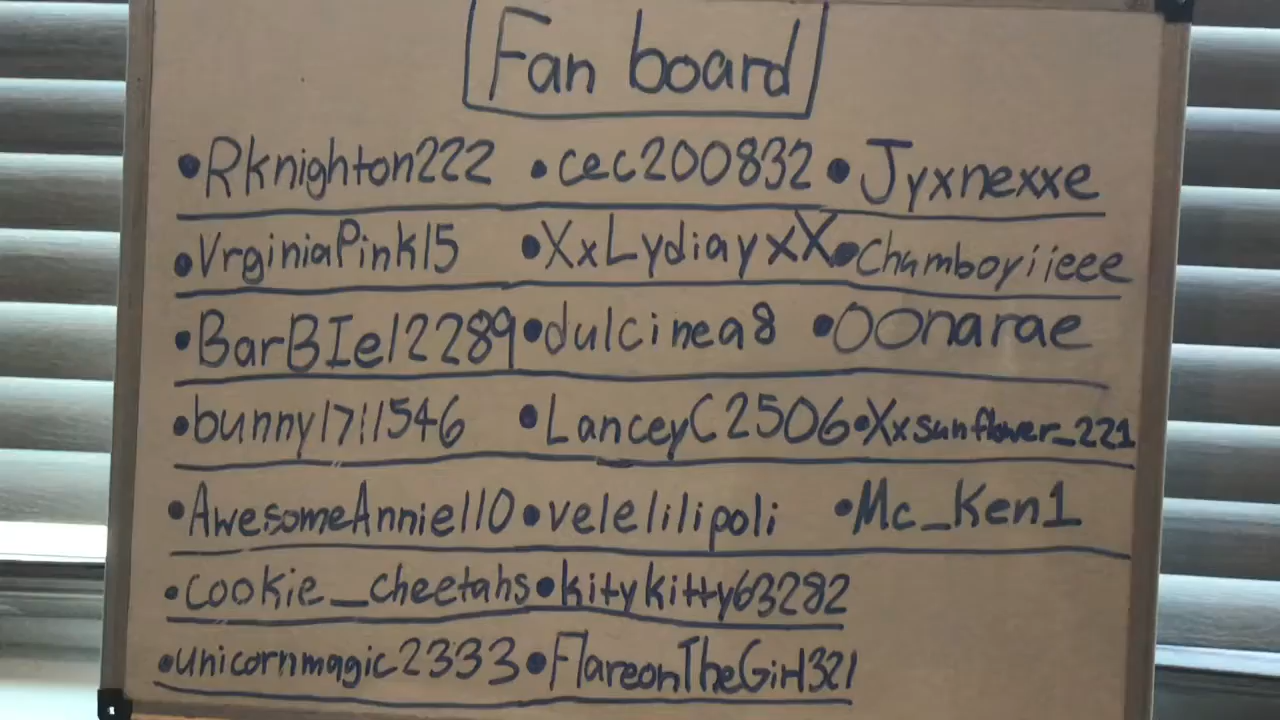 Fan board
•Rknighton222 •cec200832 •Jyxnexxe
•VrginiaPink15 •XxLydiayxX •Chamboyiieee
•BarBIe12289 •dulcinea8 •OOnarae
•bunny1711546 •LanceyC2506 •Xxsunflower_221
•AwesomeAnnie110 •velelilipoli •Mc_Ken1
•cookie_cheetahs •kitykitty63282
•unicornmagic2333 •FlareonTheGirl321